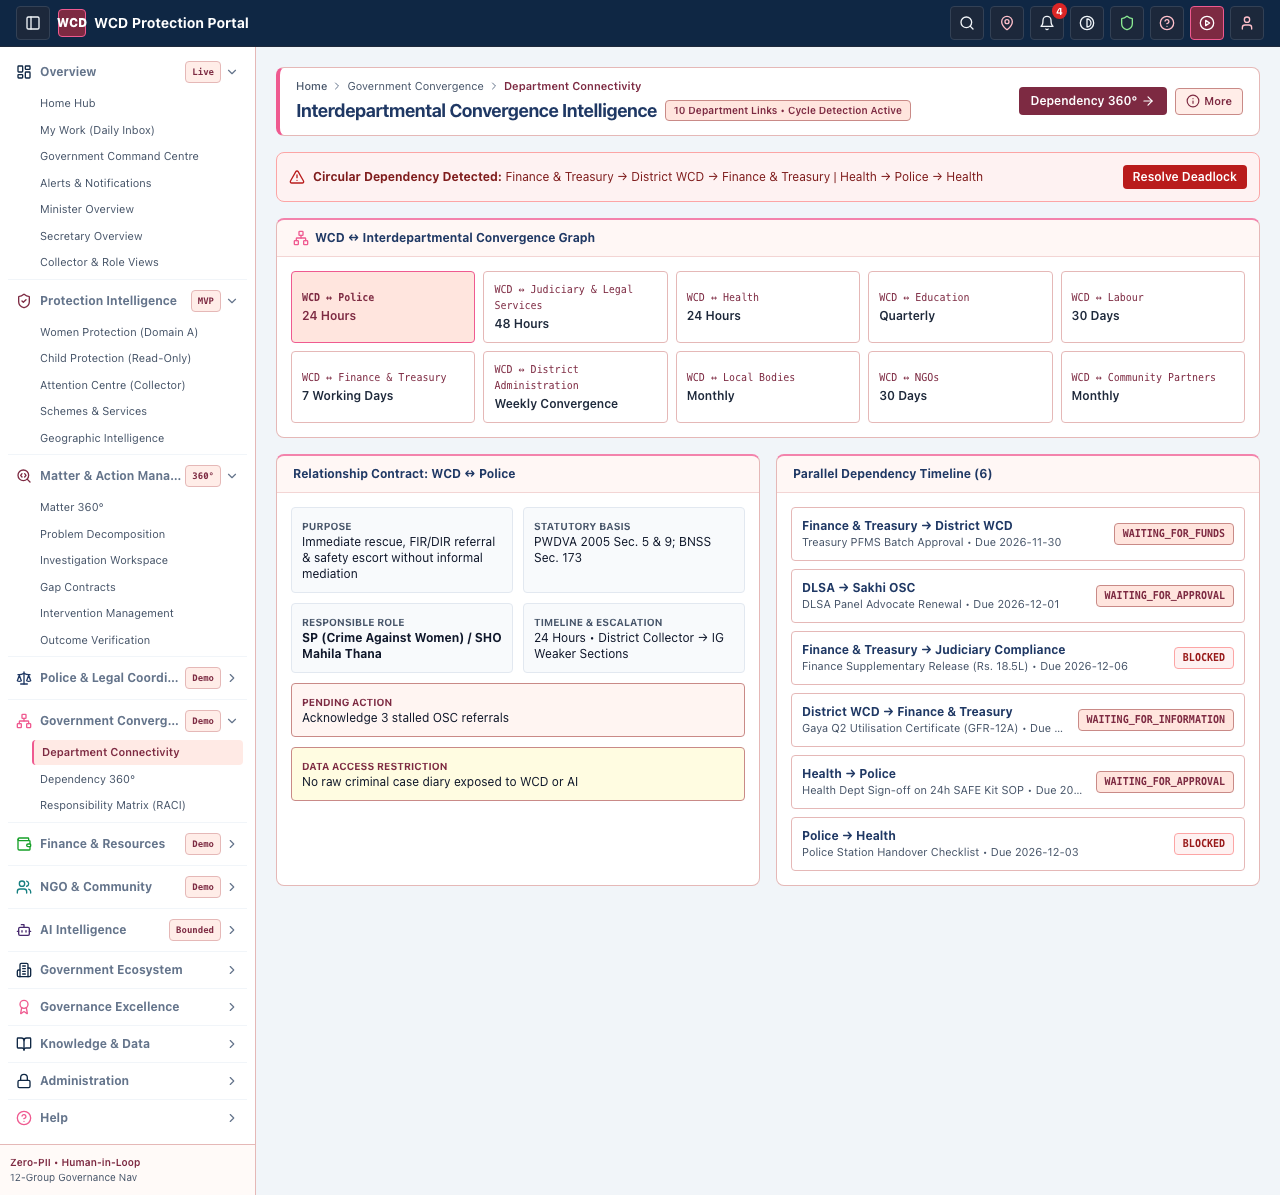 WCD WCD Protection Portal
4
Overview Live
Home Hub
My Work (Daily Inbox)
Government Command Centre
Alerts & Notifications
Minister Overview
Secretary Overview
Collector & Role Views
Protection Intelligence MVP
Women Protection (Domain A)
Child Protection (Read-Only)
Attention Centre (Collector)
Schemes & Services
Geographic Intelligence
Matter & Action Mana... 360°
Matter 360°
Problem Decomposition
Investigation Workspace
Gap Contracts
Intervention Management
Outcome Verification
Police & Legal Coordi... Demo
Government Converg... Demo
Department Connectivity
Dependency 360°
Responsibility Matrix (RACI)
Finance & Resources Demo
NGO & Community Demo
AI Intelligence Bounded
Government Ecosystem
Governance Excellence
Knowledge & Data
Administration
Help
Zero-PII • Human-in-Loop
12-Group Governance Nav
Home > Government Convergence > Department Connectivity
Interdepartmental Convergence Intelligence 10 Department Links • Cycle Detection Active
Dependency 360° →
More
Circular Dependency Detected: Finance & Treasury → District WCD → Finance & Treasury | Health → Police → Health
Resolve Deadlock
WCD ↔ Interdepartmental Convergence Graph
WCD ↔ Police
24 Hours
WCD ↔ Judiciary & Legal
Services
48 Hours
WCD ↔ Health
24 Hours
WCD ↔ Education
Quarterly
WCD ↔ Labour
30 Days
WCD ↔ Finance & Treasury
7 Working Days
WCD ↔ District
Administration
Weekly Convergence
WCD ↔ Local Bodies
Monthly
WCD ↔ NGOs
30 Days
WCD ↔ Community Partners
Monthly
Relationship Contract: WCD ↔ Police
PURPOSE
Immediate rescue, FIR/DIR referral
& safety escort without informal
mediation
STATUTORY BASIS
PWDVA 2005 Sec. 5 & 9; BNSS
Sec. 173
RESPONSIBLE ROLE
SP (Crime Against Women) / SHO
Mahila Thana
TIMELINE & ESCALATION
24 Hours • District Collector → IG
Weaker Sections
PENDING ACTION
Acknowledge 3 stalled OSC referrals
DATA ACCESS RESTRICTION
No raw criminal case diary exposed to WCD or AI
Parallel Dependency Timeline (6)
Finance & Treasury → District WCD
Treasury PFMS Batch Approval • Due 2026-11-30
WAITING_FOR_FUNDS
DLSA → Sakhi OSC
DLSA Panel Advocate Renewal • Due 2026-12-01
WAITING_FOR_APPROVAL
Finance & Treasury → Judiciary Compliance
Finance Supplementary Release (Rs. 18.5L) • Due 2026-12-06
BLOCKED
District WCD → Finance & Treasury
Gaya Q2 Utilisation Certificate (GFR-12A) • Due ...
WAITING_FOR_INFORMATION
Health → Police
Health Dept Sign-off on 24h SAFE Kit SOP • Due 20...
WAITING_FOR_APPROVAL
Police → Health
Police Station Handover Checklist • Due 2026-12-03
BLOCKED